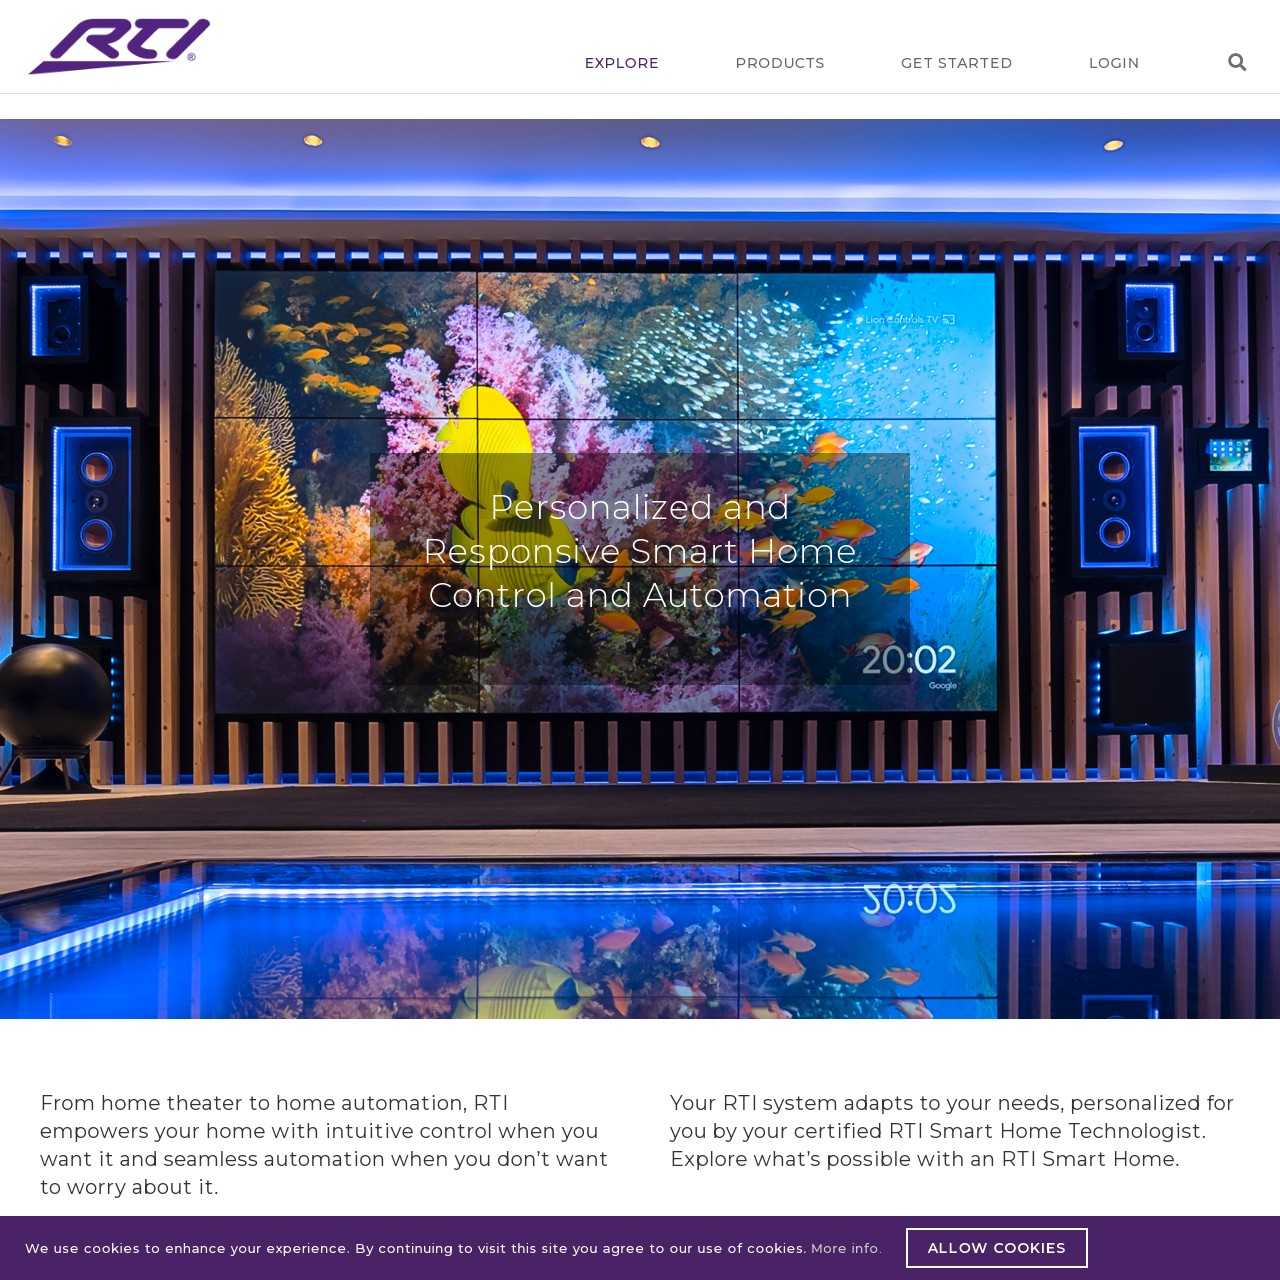 RTI®
EXPLORE
PRODUCTS
GET STARTED
LOGIN
Lion Controls TV
Personalized and
Responsive Smart Home
Control and Automation
20:02
Google
Google
20:02
From home theater to home automation, RTI
empowers your home with intuitive control when you
want it and seamless automation when you don’t want
to worry about it.
Your RTI system adapts to your needs, personalized for
you by your certified RTI Smart Home Technologist.
Explore what’s possible with an RTI Smart Home.
We use cookies to enhance your experience. By continuing to visit this site you agree to our use of cookies. More info.
ALLOW COOKIES